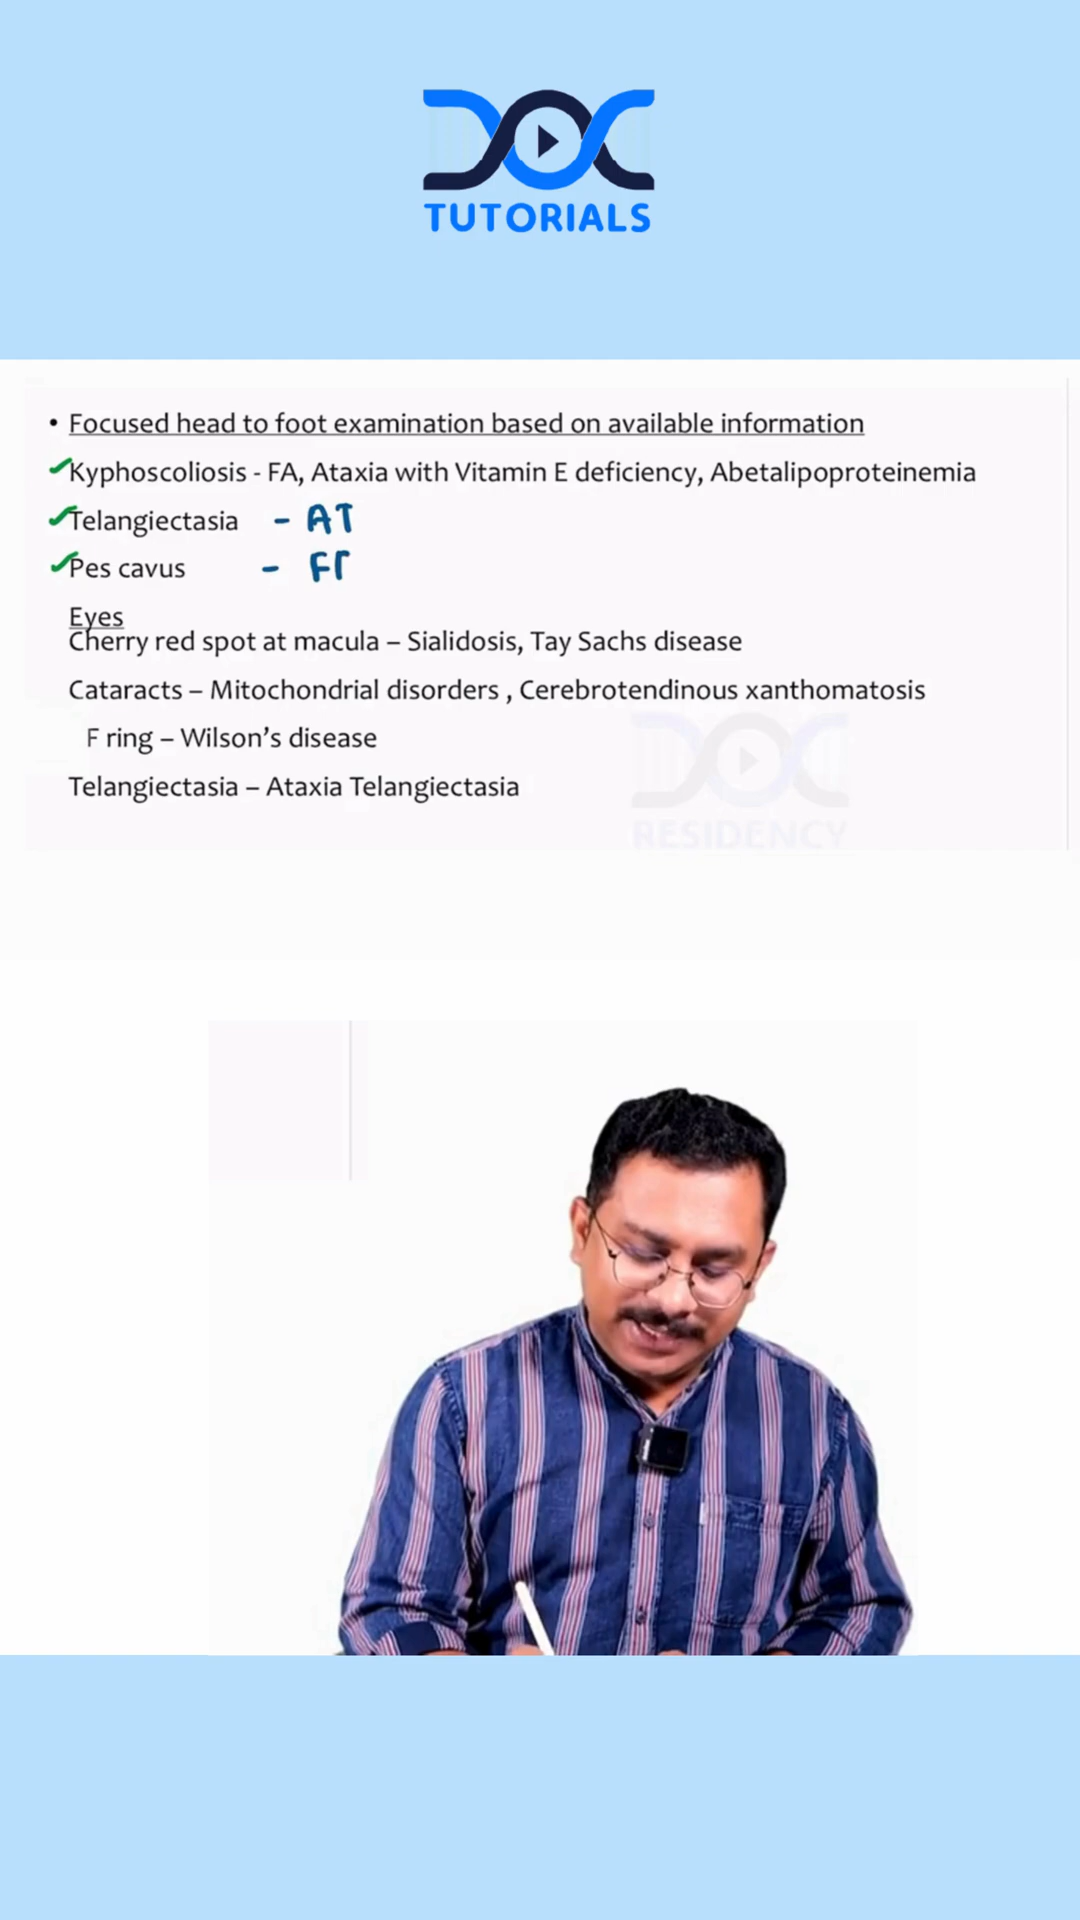 TUTORIALS
• Focused head to foot examination based on available information
Kyphoscoliosis - FA, Ataxia with Vitamin E deficiency, Abetalipoproteinemia
Telangiectasia - AT
Pes cavus -
Eyes
Cherry red spot at macula – Sialidosis, Tay Sachs disease
Cataracts – Mitochondrial disorders , Cerebrotendinous xanthomatosis
F ring – Wilson’s disease
Telangiectasia – Ataxia Telangiectasia
RESIDENCY